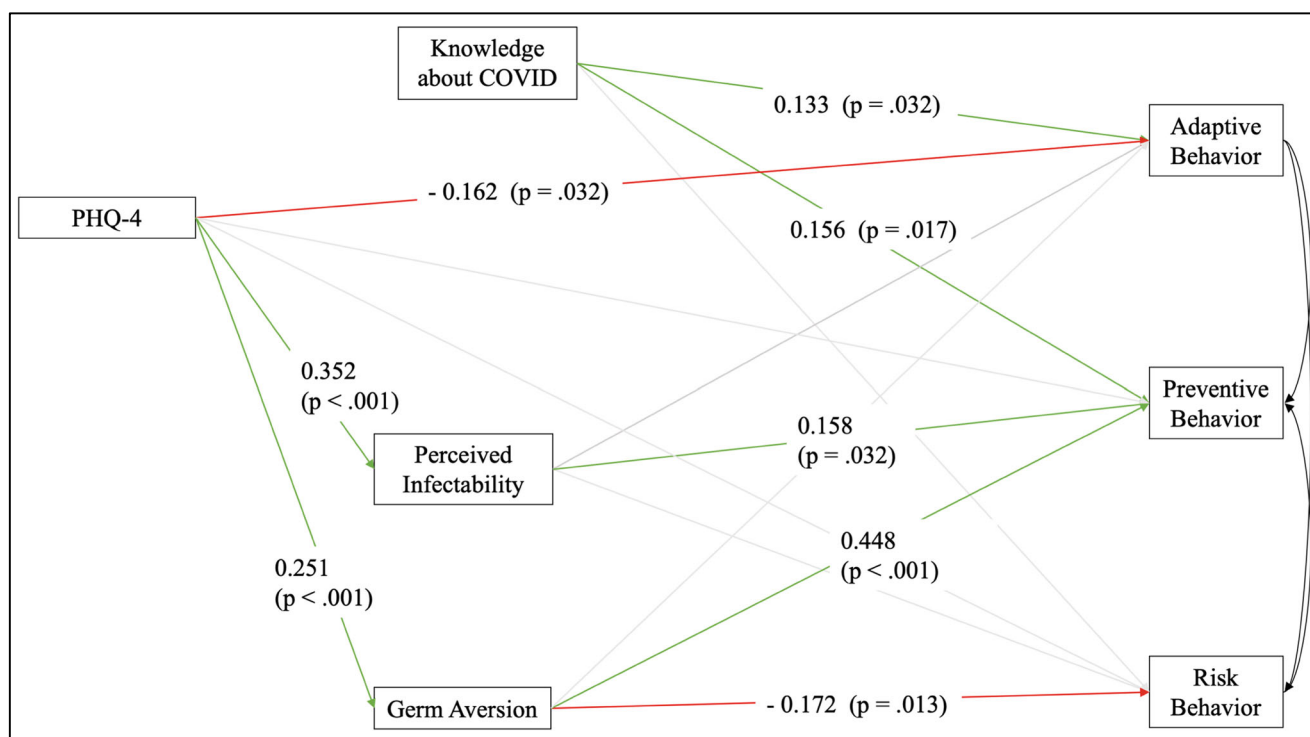 Knowledge
about COVID
0.133 (p = .032)
Adaptive
Behavior
- 0.162 (p = .032)
PHQ-4
0.156 (p = .017)
0.352
(p < .001)
Preventive
Behavior
0.158
(p = .032)
Perceived
Infectability
0.448
(p < .001)
0.251
(p < .001)
Germ Aversion
- 0.172 (p = .013)
Risk
Behavior